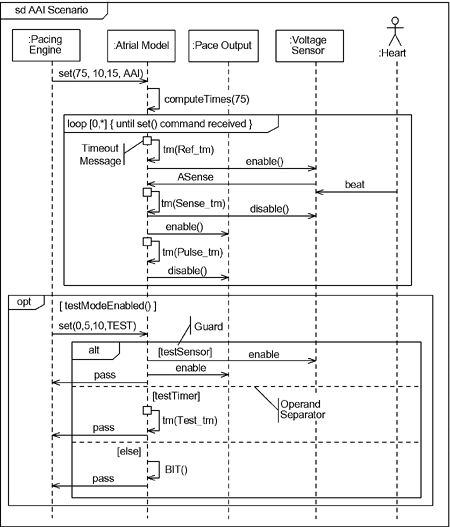 sd AAI Scenario
:Pacing
Engine
:Atrial Model
:Pace Output
:Voltage
Sensor
:Heart
set(75, 10,15, AAI)
computeTimes(75)
loop [0,*] { until set() command received }
Timeout
Message
tm(Ref_tm)
enable()
ASense
beat
tm(Sense_tm)
disable()
enable()
tm(Pulse_tm)
disable()
opt
[ testModeEnabled() ]
set(0,5,10,TEST)
Guard
alt
[testSensor]
enable
enable
pass
[testTimer]
Operand
Separator
tm(Test_tm)
pass
[else]
BIT()
pass